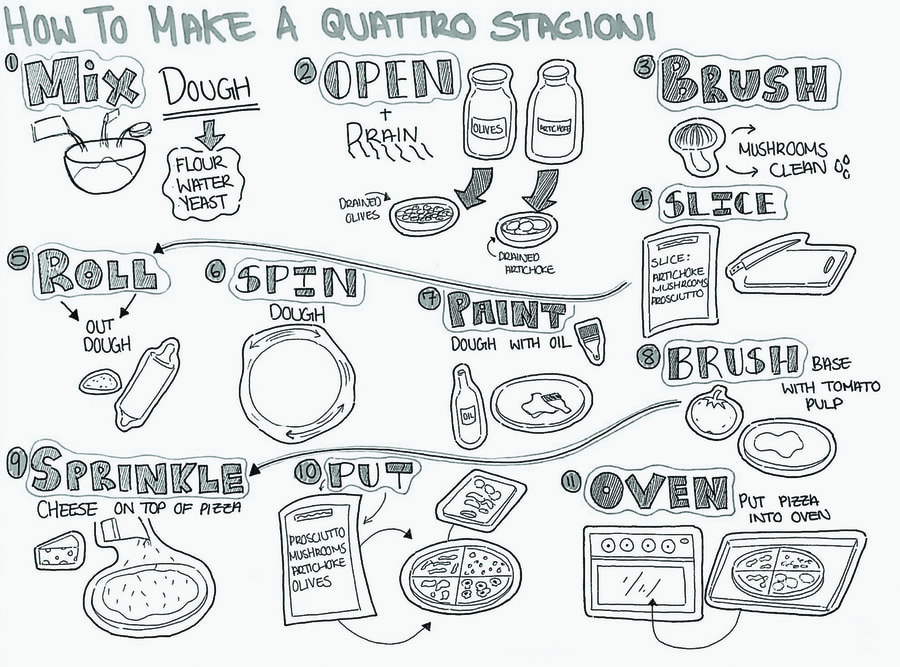 HOW TO MAKE A QUATTRO STAGIONI
1 MIX DOUGH
FLOUR
WATER
YEAST
2 OPEN
+
DRAIN
OLIVES
ARTICHOKE
DRAINED
OLIVES
DRAINED
ARTICHOKE
3 BRUSH
MUSHROOMS
CLEAN
4 SLICE
SLICE:
ARTICHOKE
MUSHROOMS
PROSCIUTTO
5 ROLL
OUT
DOUGH
6 SPIN
DOUGH
7 PAINT
DOUGH WITH OIL
OIL
8 BRUSH BASE
WITH TOMATO
PULP
9 SPRINKLE
CHEESE ON TOP OF PIZZA
10 PUT
PROSCIUTTO
MUSHROOMS
ARTICHOKE
OLIVES
11 OVEN PUT PIZZA
INTO OVEN